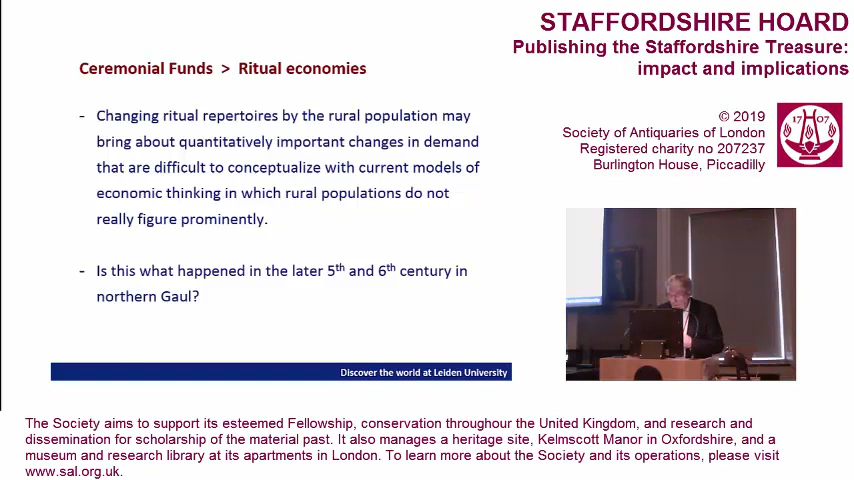 STAFFORDSHIRE HOARD
Publishing the Staffordshire Treasure:
impact and implications
Ceremonial Funds > Ritual economies
- Changing ritual repertoires by the rural population may
bring about quantitatively important changes in demand
that are difficult to conceptualize with current models of
economic thinking in which rural populations do not
really figure prominently.
- Is this what happened in the later 5th and 6th century in
northern Gaul?
Discover the world at Leiden University
© 2019
Society of Antiquaries of London
Registered charity no 207237
Burlington House, Piccadilly
17 07
The Society aims to support its esteemed Fellowship, conservation throughour the United Kingdom, and research and
dissemination for scholarship of the material past. It also manages a heritage site, Kelmscott Manor in Oxfordshire, and a
museum and research library at its apartments in London. To learn more about the Society and its operations, please visit
www.sal.org.uk.